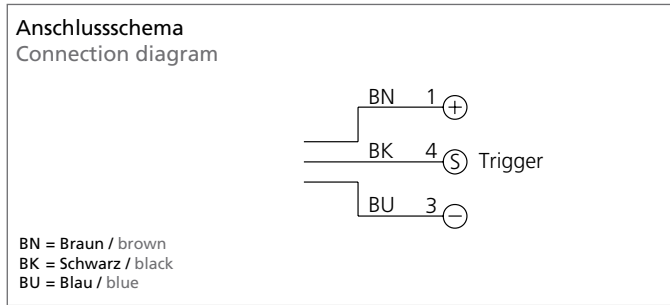 Anschlussschema
Connection diagram
BN 1 +
BK 4 S Trigger
BU 3 −
BN = Braun / brown
BK = Schwarz / black
BU = Blau / blue